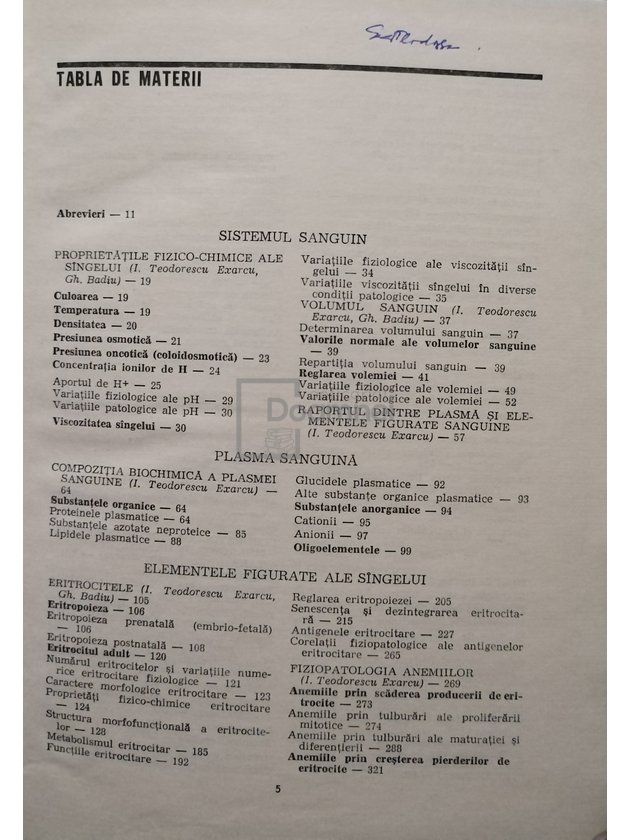 TABLA DE MATERII
Abrevieri — 11
SISTEMUL SANGUIN
PROPRIETĂȚILE FIZICO-CHIMICE ALE
SÎNGELUI (I. Teodorescu Exarcu,
Gh. Badiu) — 19
Culoarea — 19
Temperatura — 19
Densitatea — 20
Presiunea osmotică — 21
Presiunea oncotică (coloidosmotică) — 23
Concentrația ionilor de H — 24
Aportul de H+ — 25
Variațiile fiziologice ale pH — 29
Variațiile patologice ale pH — 30
Viscozitatea sîngelui — 30
Variațiile fiziologice ale viscozității sîn-
gelui — 34
Variațiile viscozității sîngelui în diverse
condiții patologice — 35
VOLUMUL SANGUIN (I. Teodorescu
Exarcu, Gh. Badiu) — 37
Determinarea volumului sanguin — 37
Valorile normale ale volumelor sanguine
— 39
Repartiția volumului sanguin — 39
Reglarea volemiei — 41
Variațiile fiziologice ale volemiei — 49
Variațiile patologice ale volemiei — 52
RAPORTUL DINTRE PLASMĂ ȘI ELE-
MENTELE FIGURATE SANGUINE
(I. Teodorescu Exarcu) — 57
PLASMA SANGUINĂ
COMPOZIȚIA BIOCHIMICĂ A PLASMEI
SANGUINE (I. Teodorescu Exarcu) —
64
Substanțele organice — 64
Proteinele plasmatice — 64
Substanțele azotate neproteice — 85
Lipidele plasmatice — 88
Glucidele plasmatice — 92
Alte substanțe organice plasmatice — 93
Substanțele anorganice — 94
Cationii — 95
Anionii — 97
Oligoelementele — 99
ELEMENTELE FIGURATE ALE SÎNGELUI
ERITROCITELE (I. Teodorescu Exarcu,
Gh. Badiu) — 105
Eritropoieza — 106
Eritropoieza prenatală (embrio-fetală)
— 106
Eritropoieza postnatală — 108
Eritrocitul adult — 120
Numărul eritrocitelor și variațiile nume-
rice eritrocitare fiziologice — 121
Caractere morfologice eritrocitare — 123
Proprietăți fizico-chimice eritrocitare
— 124
Structura morfofuncțională a eritrocite-
lor — 128
Metabolismul eritrocitar — 185
Funcțiile eritrocitare — 192
Reglarea eritropoiezei — 205
Senescența și dezintegrarea eritrocita-
ră — 215
Antigenele eritrocitare — 227
Corelații fiziopatologice ale antigenelor
eritrocitare — 265
FIZIOPATOLOGIA ANEMIILOR
(I. Teodorescu Exarcu) — 269
Anemiile prin scăderea producerii de eri-
trocite — 273
Anemiile prin tulburări ale proliferării
mitotice — 274
Anemiile prin tulburări ale maturației și
diferențierii — 288
Anemiile prin creșterea pierderilor de
eritrocite — 321
5